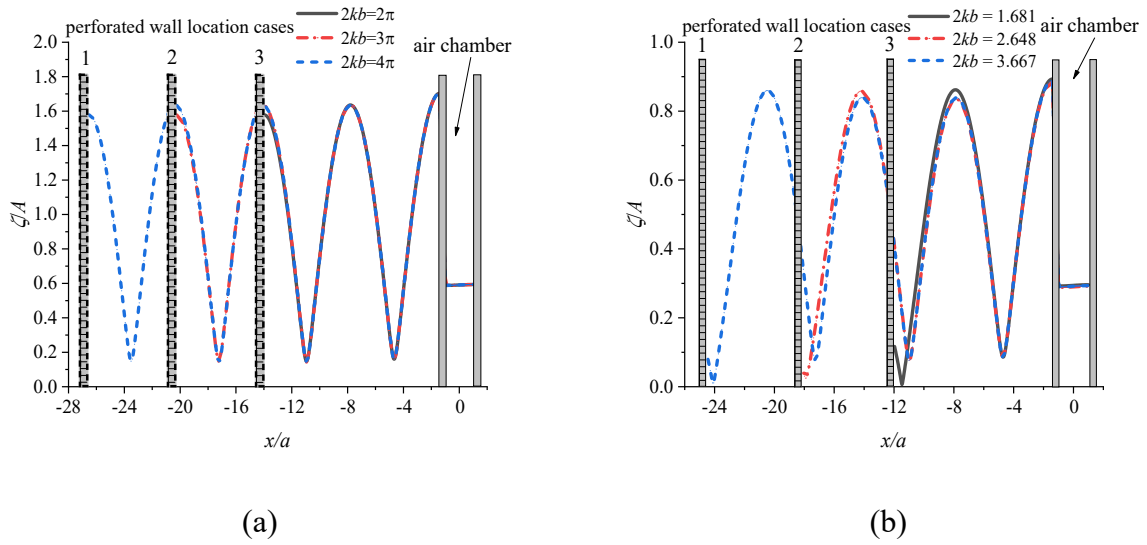 perforated wall location cases
2kb=2π
2kb=3π
2kb=4π
air chamber
1 2 3
2.0
1.8
1.6
1.4
1.2
1.0
0.8
0.6
0.4
0.2
0.0
ζ/A
-28 -24 -20 -16 -12 -8 -4 0
x/a
(a)
perforated wall location cases
2kb = 1.681
2kb = 2.648
2kb = 3.667
air chamber
1 2 3
1.0
0.8
0.6
0.4
0.2
0.0
ζ/A
-24 -20 -16 -12 -8 -4 0
x/a
(b)